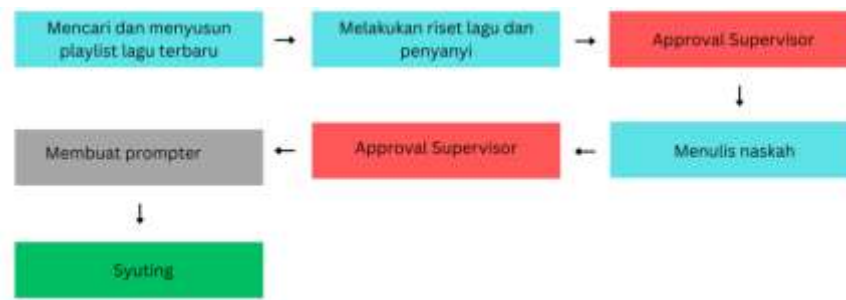 Mencari dan menyusun
playlist lagu terbaru
Melakukan riset lagu dan
penyanyi
Approval Supervisor
Menulis naskah
Approval Supervisor
Membuat prompter
Syuting